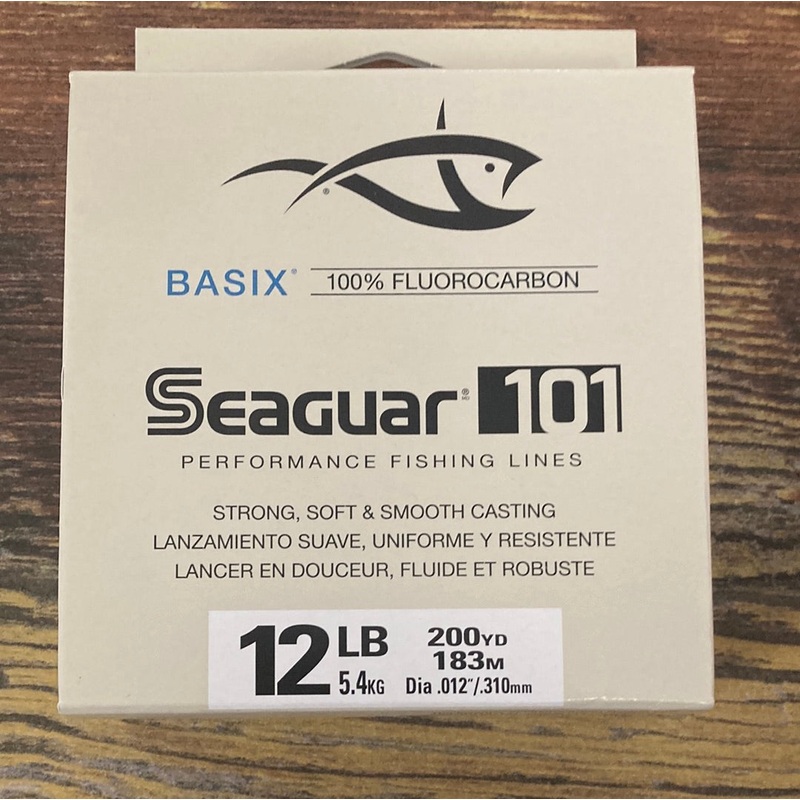 BASIX® 100% FLUOROCARBON
Seaguar® 101
PERFORMANCE FISHING LINES
STRONG, SOFT & SMOOTH CASTING
LANZAMIENTO SUAVE, UNIFORME Y RESISTENTE
LANCER EN DOUCEUR, FLUIDE ET ROBUSTE
12 LB 200YD
5.4KG 183M
Dia .012"/.310mm